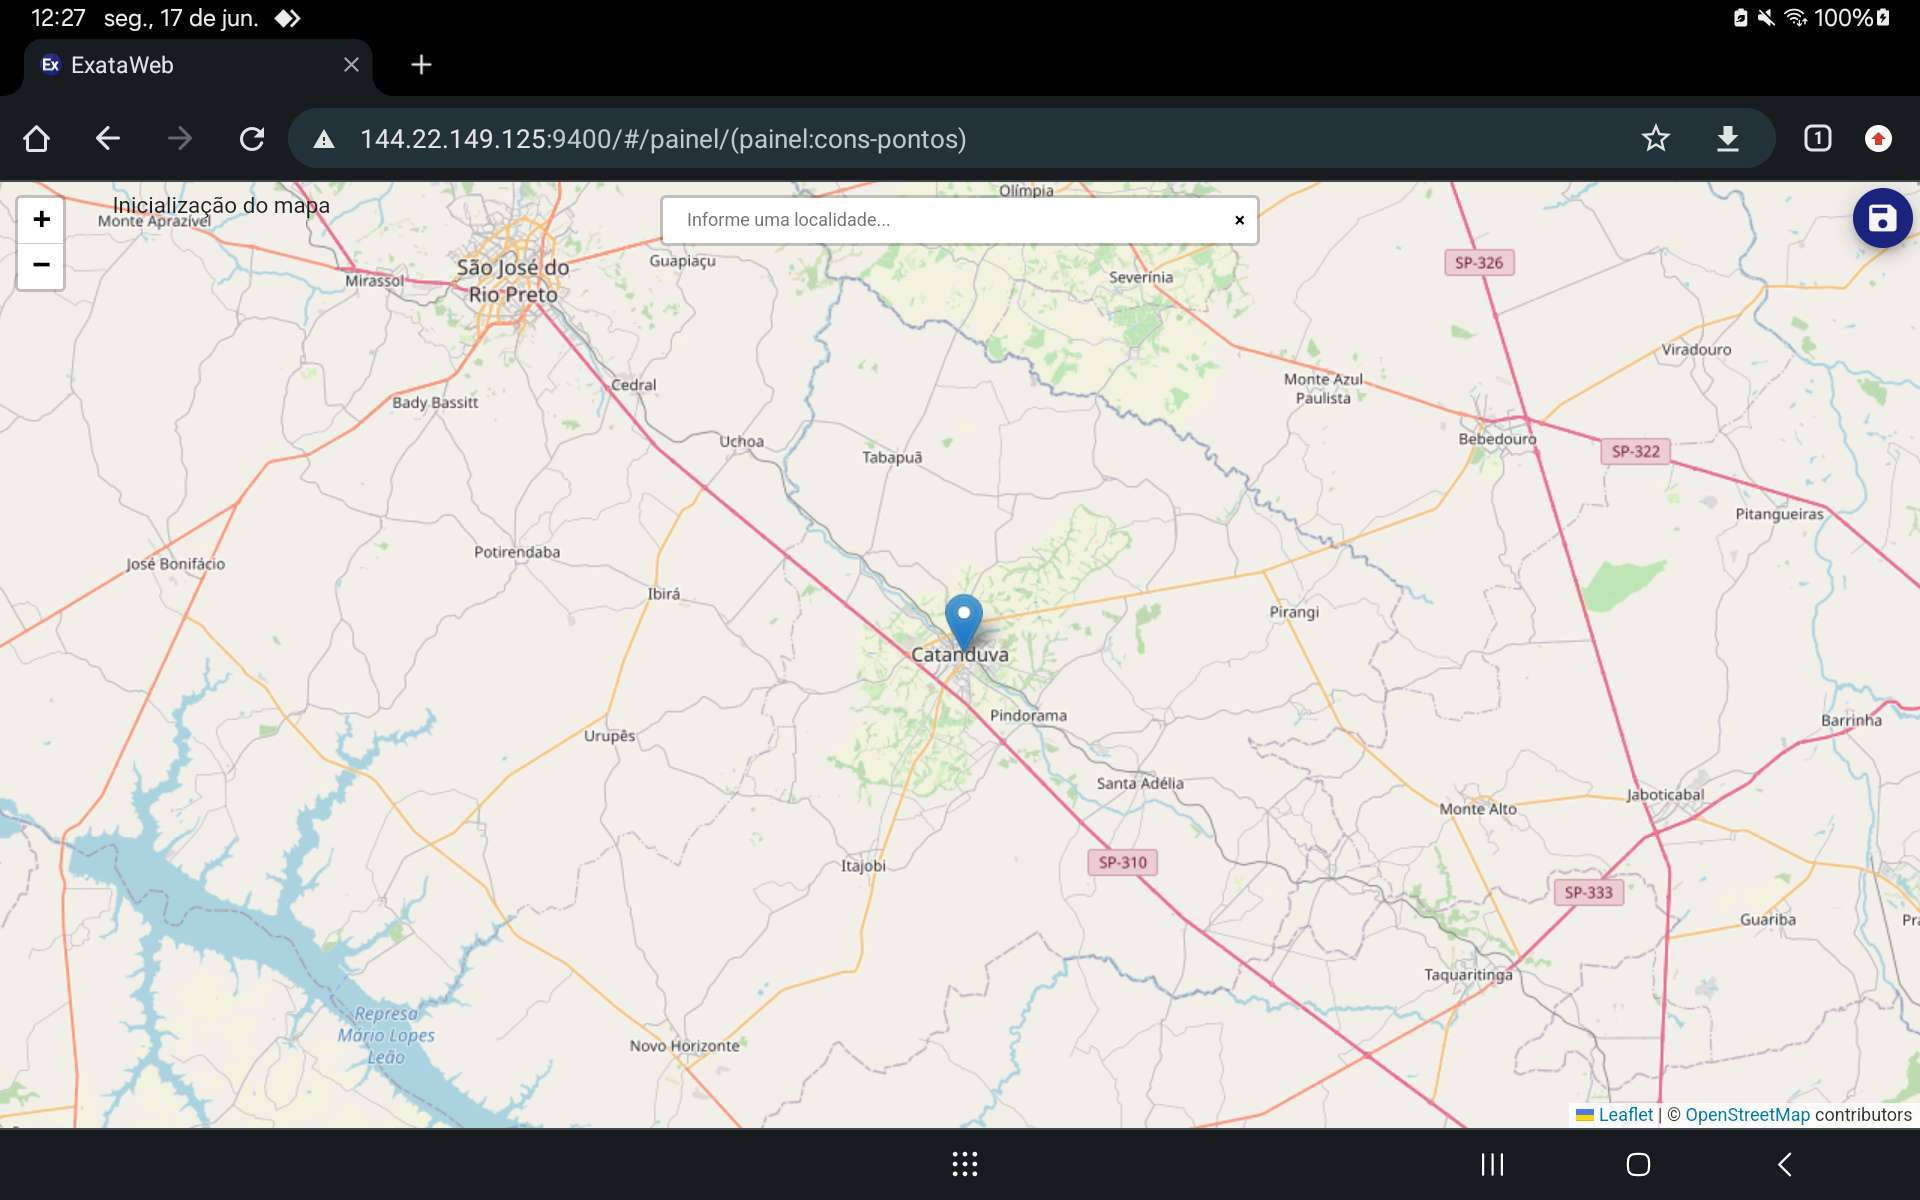 12:27 seg., 17 de jun. 100%
Ex ExataWeb
144.22.149.125:9400/#/painel/(painel:cons-pontos) 1
Inicialização do mapa
+
−
Informe uma localidade... ×
Olímpia
Monte Aprazível
São José do
Rio Preto
Guapiaçu
Mirassol
Severínia
SP-326
Viradouro
Cedral
Monte Azul
Paulista
Bady Bassitt
Uchoa
Tabapuã
Bebedouro
SP-322
Pitangueiras
José Bonifácio
Potirendaba
Ibirá
Pirangi
Catanduva
Pindorama
Barrinha
Urupês
Santa Adélia
Jaboticabal
Monte Alto
Itajobi
SP-310
SP-333
Guariba
Taquaritinga
Represa
Mário Lopes
Leão
Novo Horizonte
Leaflet | © OpenStreetMap contributors